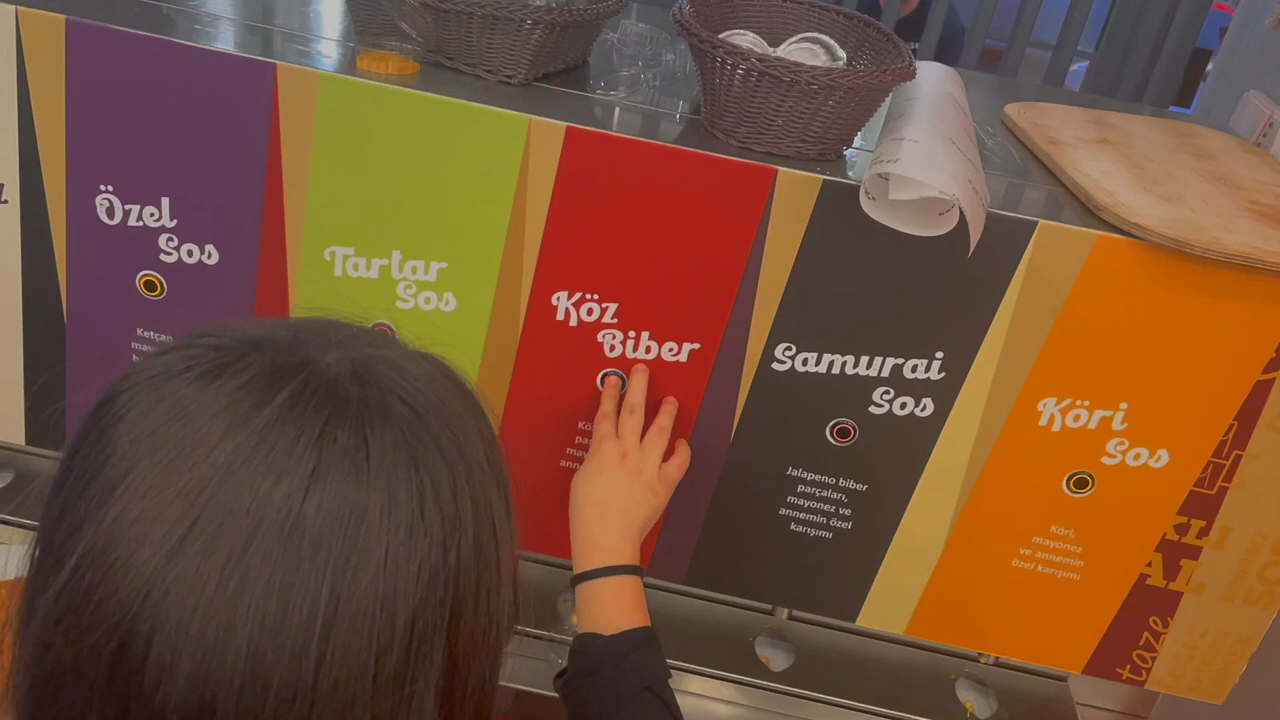 Özel
Sos
Ketçap
Tartar
Sos
Köz
Biber
Samurai
Sos
Jalapeno biber
parçaları,
mayonez ve
annemin özel
karışımı
Köri
Sos
Köri,
mayonez
ve annemin
özel karışımı
taze